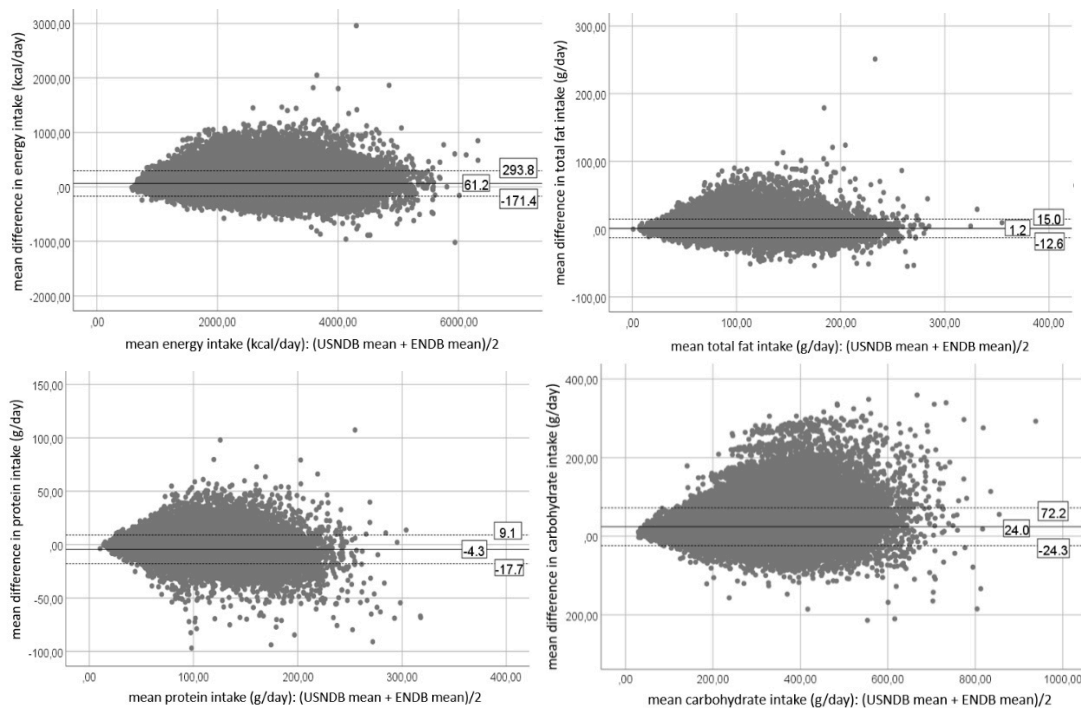 mean difference in energy intake (kcal/day)
3000,00
2000,00
1000,00
,00
-1000,00
-2000,00
293.8
61.2
-171.4
,00 2000,00 4000,00 6000,00
mean energy intake (kcal/day): (USNDB mean + ENDB mean)/2
mean difference in total fat intake (g/day)
300,00
200,00
100,00
,00
-100,00
15.0
1.2
-12.6
,00 100,00 200,00 300,00 400,00
mean total fat intake (g/day): (USNDB mean + ENDB mean)/2
mean difference in protein intake (g/day)
150,00
100,00
50,00
,00
-50,00
-100,00
9.1
-4.3
-17.7
,00 100,00 200,00 300,00 400,00
mean protein intake (g/day): (USNDB mean + ENDB mean)/2
mean difference in carbohydrate intake (g/day)
400,00
200,00
,00
200,00
72.2
24.0
-24.3
,00 200,00 400,00 600,00 800,00 1000,00
mean carbohydrate intake (g/day): (USNDB mean + ENDB mean)/2